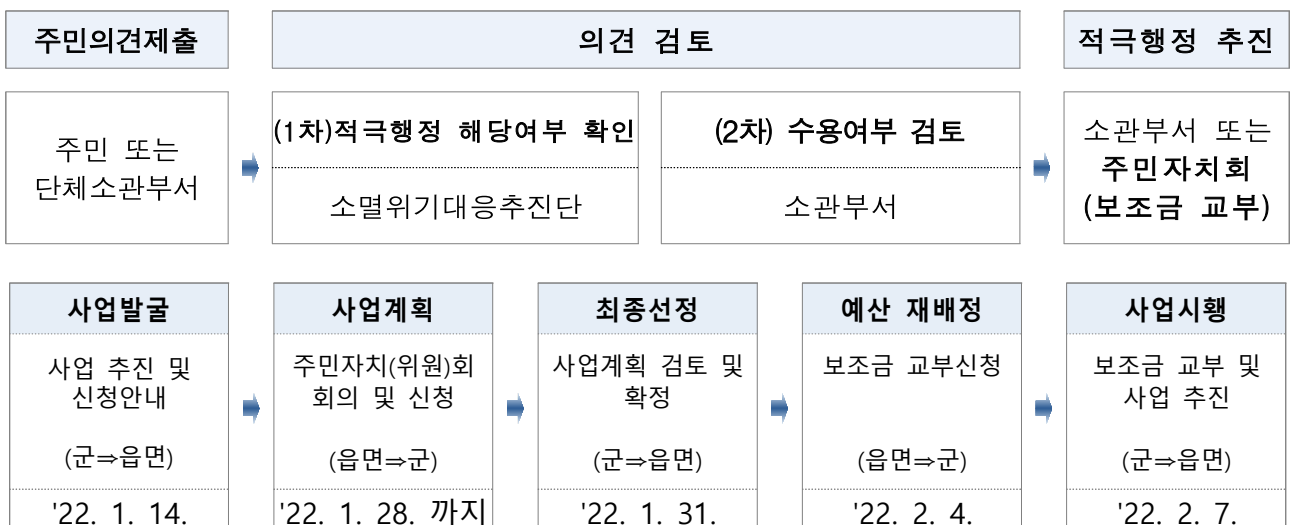 주민의견제출
의견 검토
적극행정 추진
주민 또는
단체소관부서
(1차)적극행정 해당여부 확인
소멸위기대응추진단
(2차) 수용여부 검토
소관부서
소관부서 또는
주민자치회
(보조금 교부)
사업발굴
사업 추진 및
신청안내
(군⇒읍면)
'22. 1. 14.
사업계획
주민자치(위원)회
회의 및 신청
(읍면⇒군)
'22. 1. 28. 까지
최종선정
사업계획 검토 및
확정
(군⇒읍면)
'22. 1. 31.
예산 재배정
보조금 교부신청
(읍면⇒군)
'22. 2. 4.
사업시행
보조금 교부 및
사업 추진
(군⇒읍면)
'22. 2. 7.